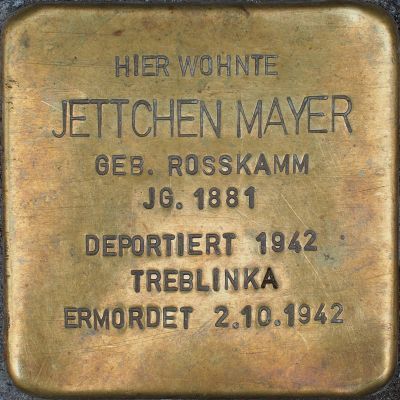 HIER WOHNTE
JETTCHEN MAYER
GEB. ROSSKAMM
JG. 1881
DEPORTIERT 1942
TREBLINKA
ERMORDET 2.10.1942